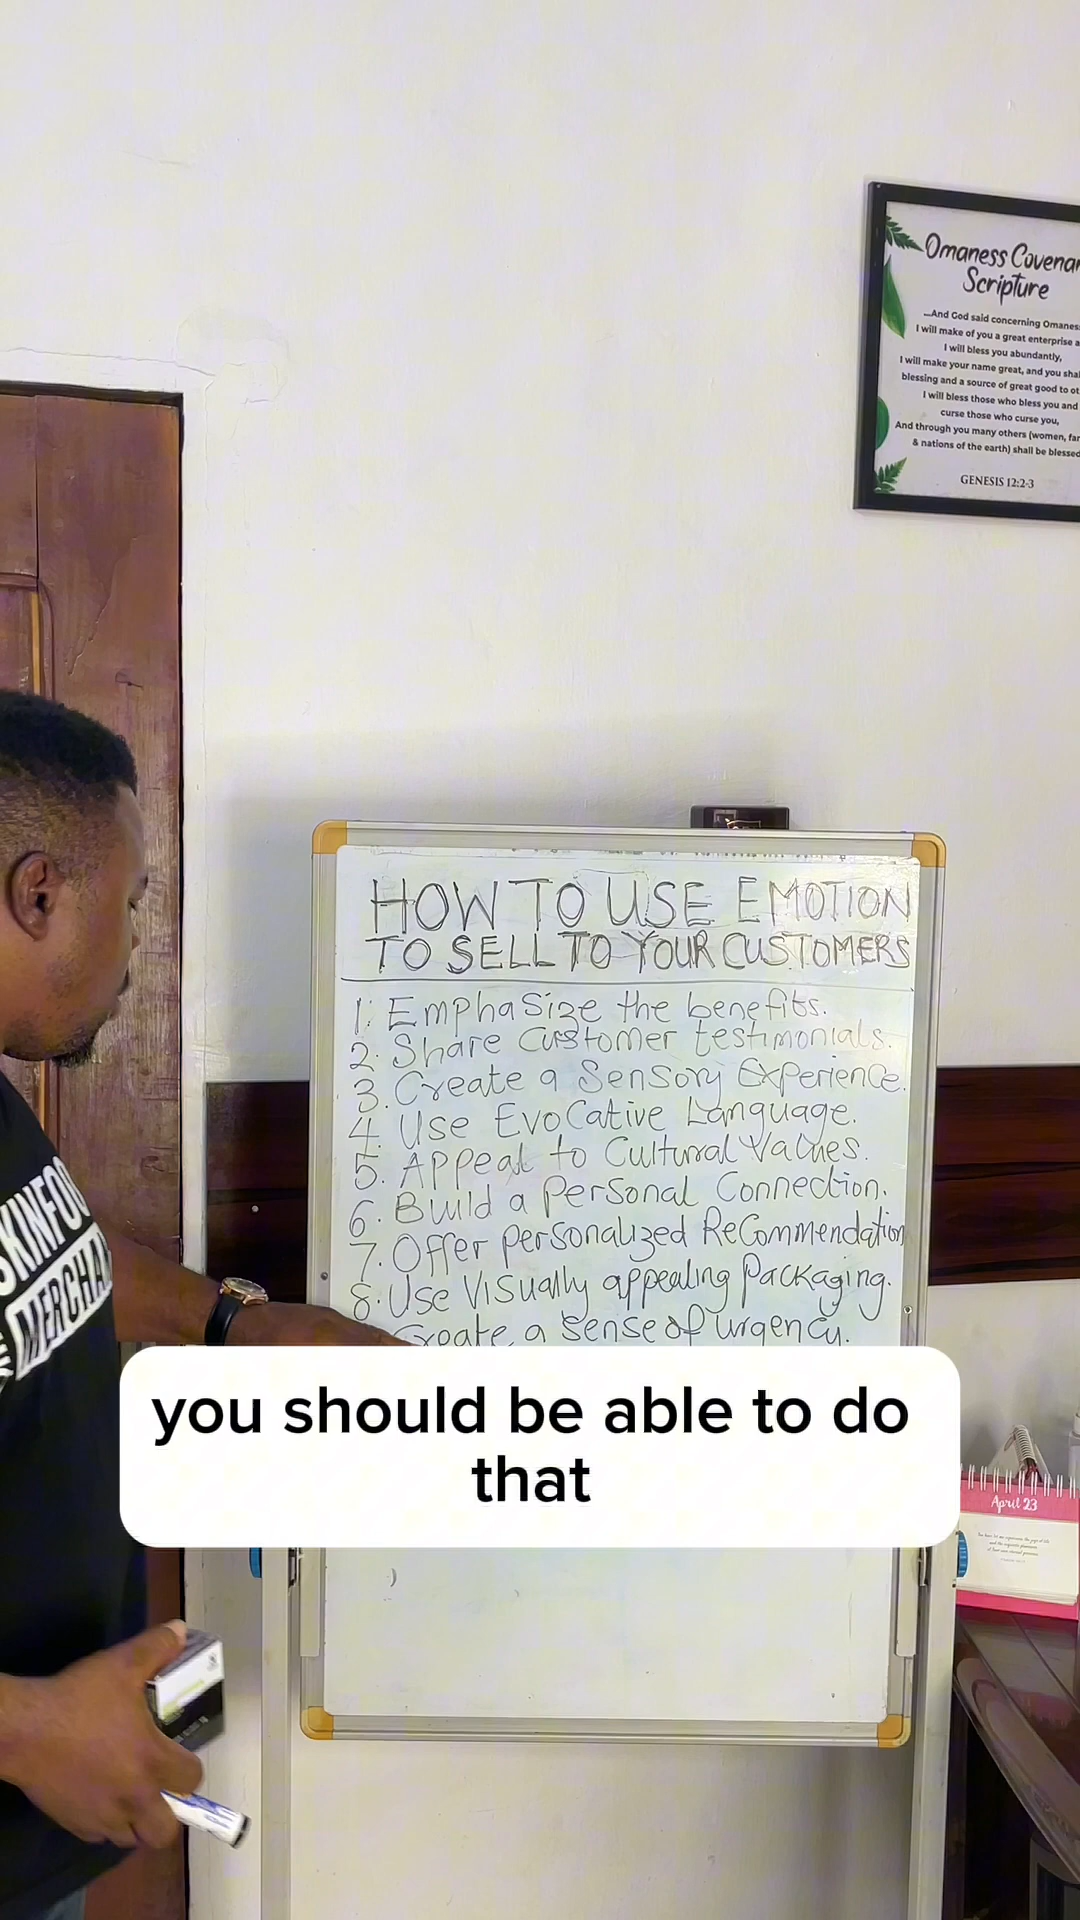 Omaness
Scripture
...And God said concerning
I will make of you a great enterprise
I will bless you abundantly,
I will make your name great, and you
blessing and a source of great good to
I will bless those who bless you and
curse those who curse you,
And through you many others (women,
& nations of the earth) shall be blessed
GENESIS 12:2-3
HOW TO USE EMOTION
TO SELL TO YOUR CUSTOMERS
1. Emphasize the benefits.
2. Share Customer testimonials.
3. Create a Sensory Experience.
4. Use Evocative Language.
5. Appeal to Cultural Values.
6. Build a Personal Connection.
7. Offer personalized Recommendation
8. Use Visually appealing Packaging.
Create a sense of urgency.
you should be able to do
that
April 23